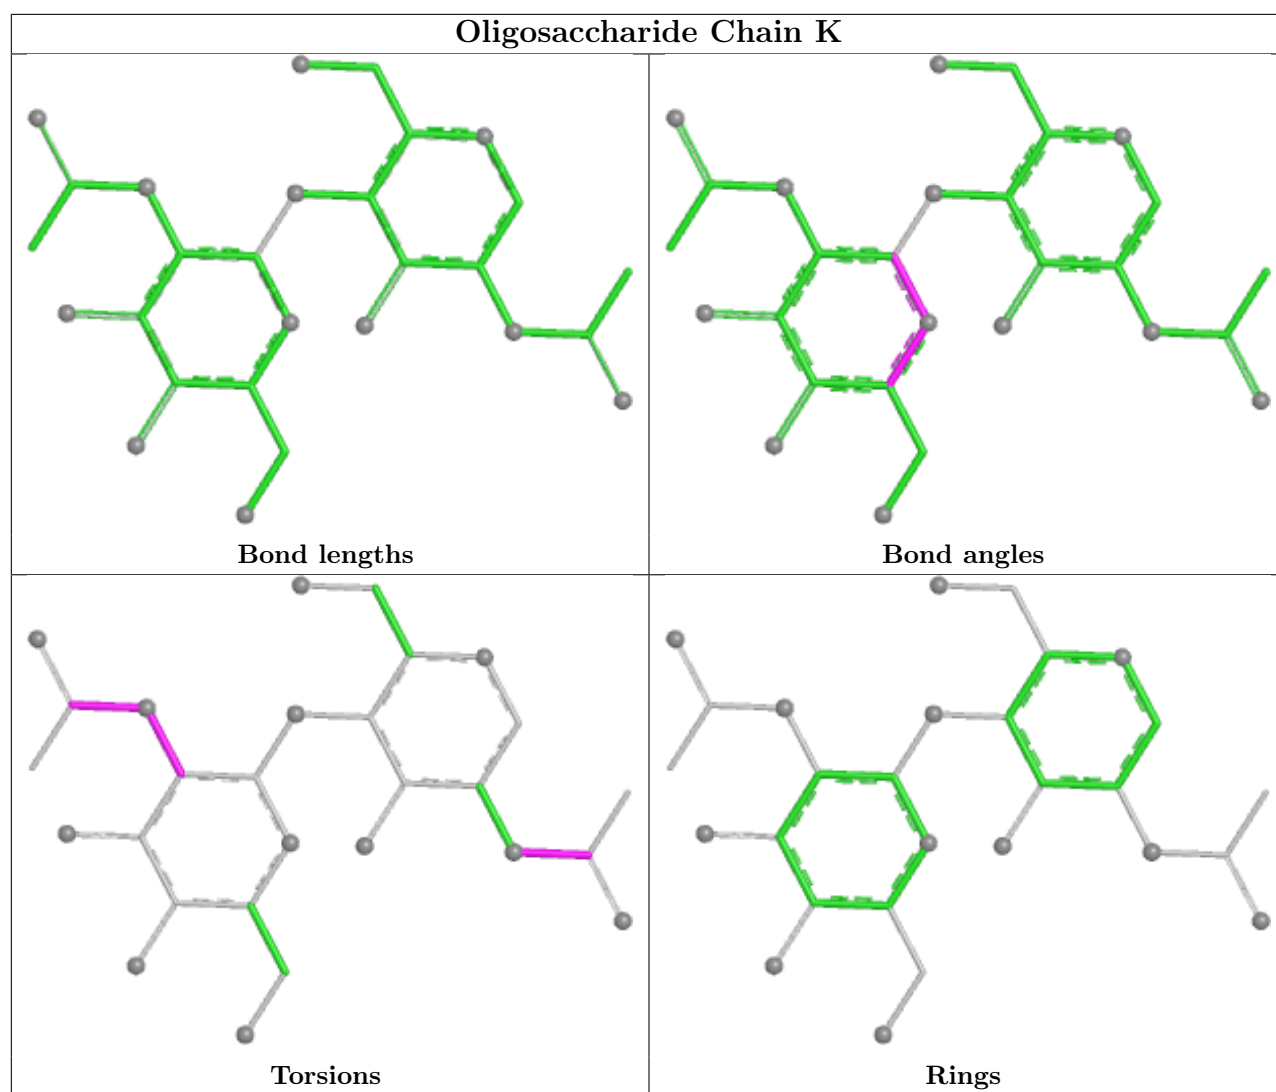 Oligosaccharide Chain K
Bond lengths
Bond angles
Torsions
Rings